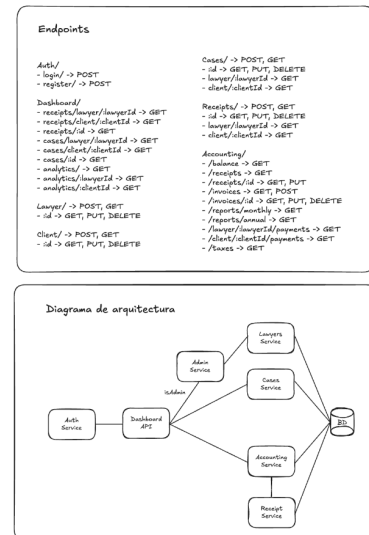 Endpoints
Auth/
- login/ -> POST
- register/ -> POST
Dashboard/
- receipts/lawyer/:lawyerId -> GET
- receipts/client/:clientId -> GET
- receipts/:id -> GET
- cases/lawyer/:lawyerId -> GET
- cases/client/:clientId -> GET
- cases/:id -> GET
- analytics/ -> GET
- analytics/:lawyerId -> GET
- analytics/:clientId -> GET
Lawyer/ -> POST, GET
- :id -> GET, PUT, DELETE
Client/ -> POST, GET
- :id -> GET, PUT, DELETE
Cases/ -> POST, GET
- :id -> GET, PUT, DELETE
- lawyer/:lawyerId -> GET
- client/:clientId -> GET
Receipts/ -> POST, GET
- :id -> GET, PUT, DELETE
- lawyer/:lawyerId -> GET
- client/:clientId -> GET
Accounting/
- /balance -> GET
- /receipts -> GET
- /receipts/:id -> GET, PUT
- /invoices -> GET, POST
- /invoices/:id -> GET, PUT, DELETE
- /reports/monthly -> GET
- /reports/annual -> GET
- /lawyer/:lawyerId/payments -> GET
- /client/:clientId/payments -> GET
- /taxes -> GET
Diagrama de arquitectura
Lawyers
Service
Admin
Service
isAdmin
Cases
Service
Auth
Service
Dashboard
API
BD
Accounting
Service
Receipt
Service